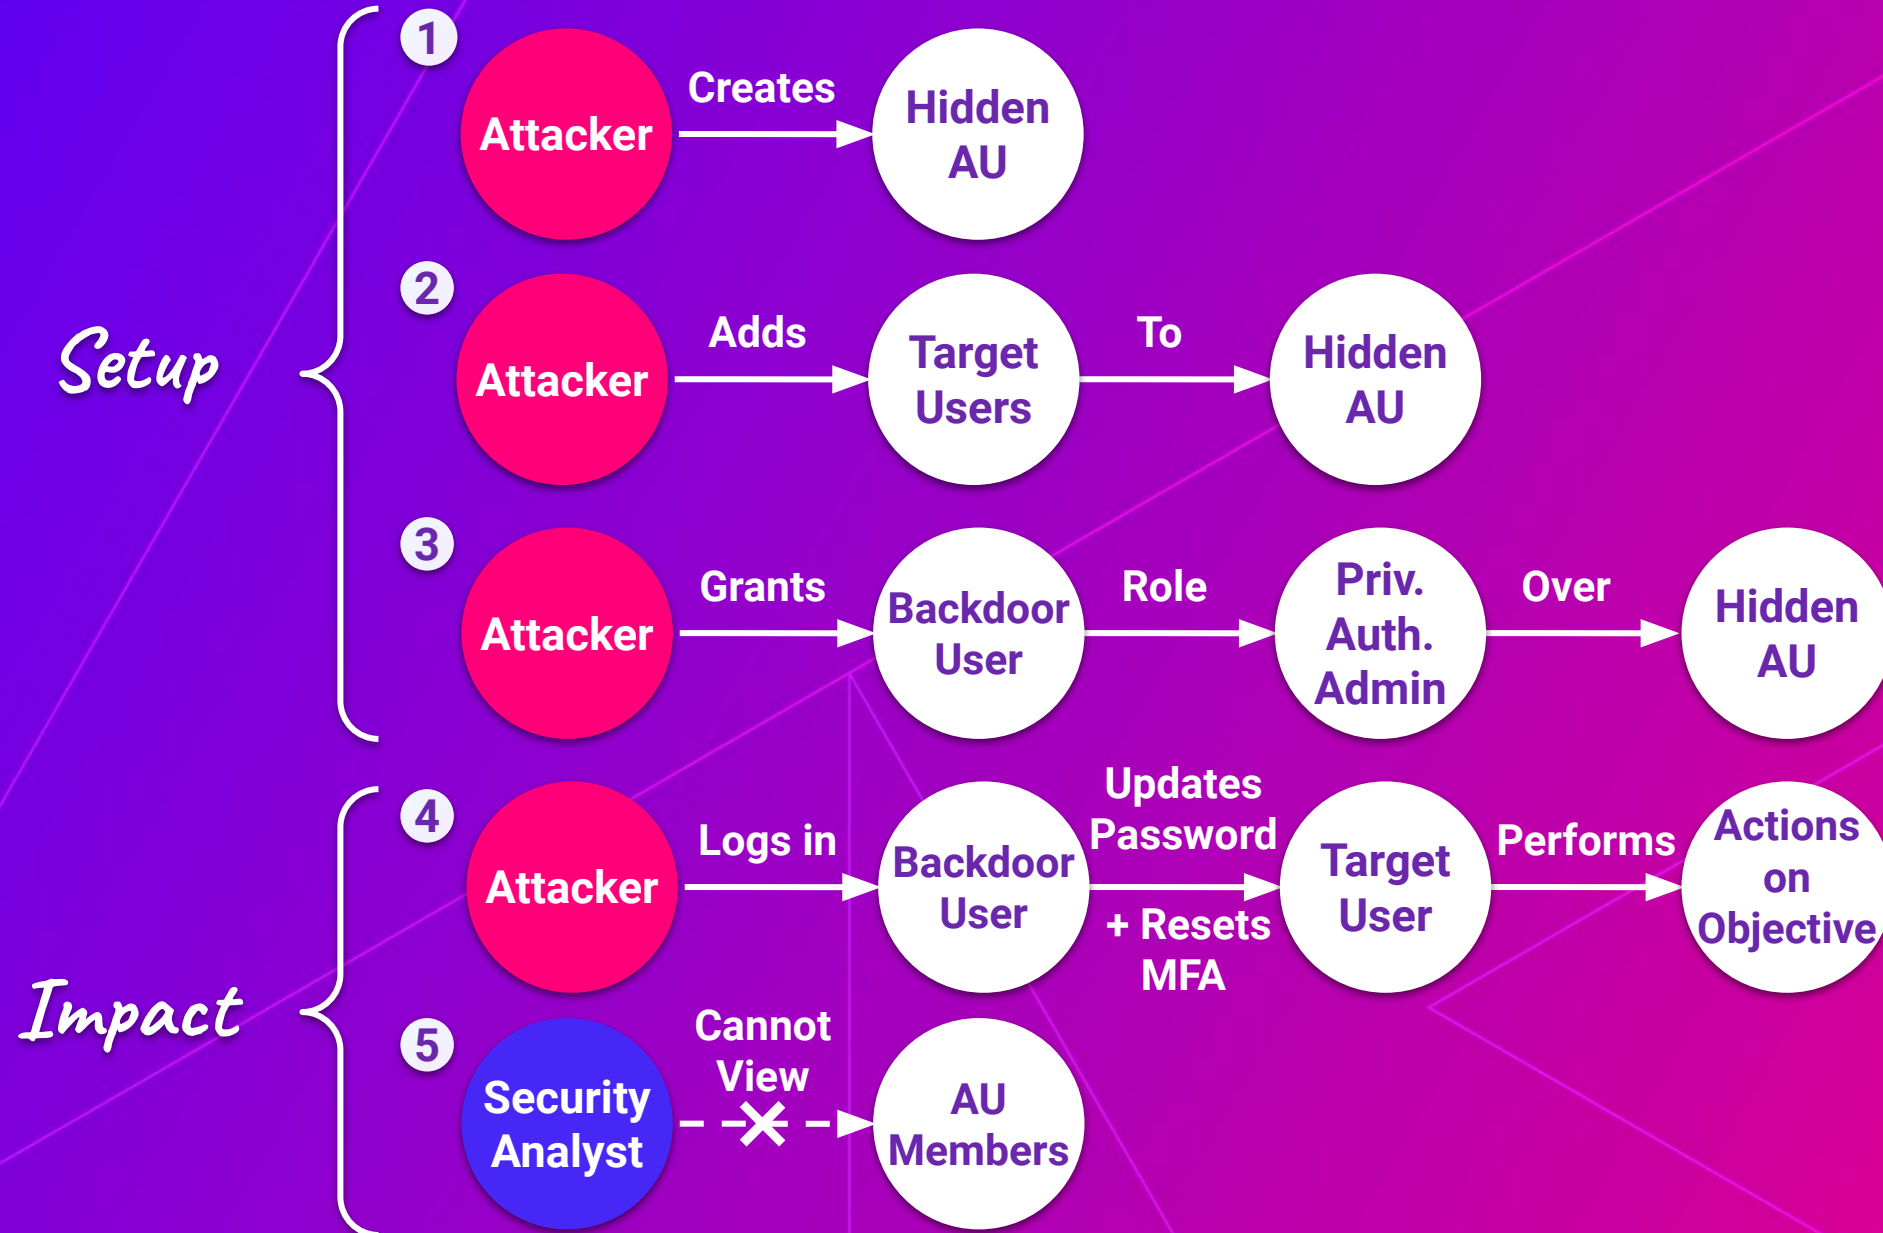 1
Attacker
Creates
Hidden
AU
Setup
2
Attacker
Adds
Target
Users
To
Hidden
AU
3
Attacker
Grants
Backdoor
User
Role
Priv.
Auth.
Admin
Over
Hidden
AU
Impact
4
Attacker
Logs in
Backdoor
User
Updates
Password
+ Resets
MFA
Target
User
Performs
Actions
on
Objective
5
Security
Analyst
Cannot
View
AU
Members